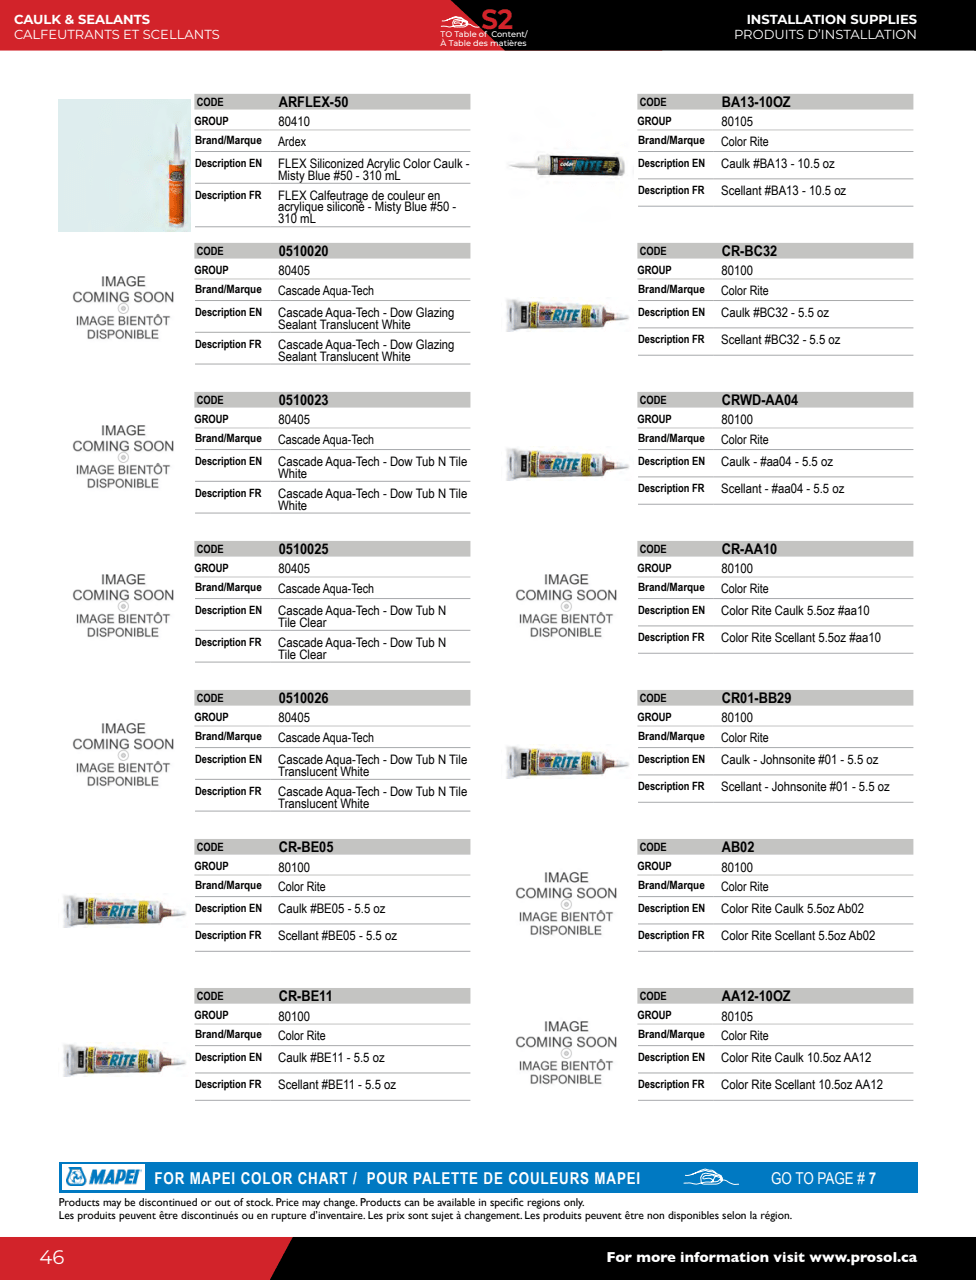 CAULK & SEALANTS
CALFEUTRANTS ET SCELLANTS
S2
TO Table of Content/
À Table des matières
INSTALLATION SUPPLIES
PRODUITS D'INSTALLATION
CODE ARFLEX-50
GROUP 80410
Brand/Marque Ardex
Description EN FLEX Siliconized Acrylic Color Caulk -
Misty Blue #50 - 310 mL
Description FR FLEX Calfeutrage de couleur en
acrylique siliconé - Misty Blue #50 -
310 mL
IMAGE
COMING SOON
IMAGE BIENTÔT
DISPONIBLE
CODE 0510020
GROUP 80405
Brand/Marque Cascade Aqua-Tech
Description EN Cascade Aqua-Tech - Dow Glazing
Sealant Translucent White
Description FR Cascade Aqua-Tech - Dow Glazing
Sealant Translucent White
IMAGE
COMING SOON
IMAGE BIENTÔT
DISPONIBLE
CODE 0510023
GROUP 80405
Brand/Marque Cascade Aqua-Tech
Description EN Cascade Aqua-Tech - Dow Tub N Tile
White
Description FR Cascade Aqua-Tech - Dow Tub N Tile
White
IMAGE
COMING SOON
IMAGE BIENTÔT
DISPONIBLE
CODE 0510025
GROUP 80405
Brand/Marque Cascade Aqua-Tech
Description EN Cascade Aqua-Tech - Dow Tub N
Tile Clear
Description FR Cascade Aqua-Tech - Dow Tub N
Tile Clear
IMAGE
COMING SOON
IMAGE BIENTÔT
DISPONIBLE
CODE 0510026
GROUP 80405
Brand/Marque Cascade Aqua-Tech
Description EN Cascade Aqua-Tech - Dow Tub N Tile
Translucent White
Description FR Cascade Aqua-Tech - Dow Tub N Tile
Translucent White
RITE
CODE CR-BE05
GROUP 80100
Brand/Marque Color Rite
Description EN Caulk #BE05 - 5.5 oz
Description FR Scellant #BE05 - 5.5 oz
RITE
CODE CR-BE11
GROUP 80100
Brand/Marque Color Rite
Description EN Caulk #BE11 - 5.5 oz
Description FR Scellant #BE11 - 5.5 oz
color RITE
CODE BA13-10OZ
GROUP 80105
Brand/Marque Color Rite
Description EN Caulk #BA13 - 10.5 oz
Description FR Scellant #BA13 - 10.5 oz
RITE
CODE CR-BC32
GROUP 80100
Brand/Marque Color Rite
Description EN Caulk #BC32 - 5.5 oz
Description FR Scellant #BC32 - 5.5 oz
RITE
CODE CRWD-AA04
GROUP 80100
Brand/Marque Color Rite
Description EN Caulk - #aa04 - 5.5 oz
Description FR Scellant - #aa04 - 5.5 oz
IMAGE
COMING SOON
IMAGE BIENTÔT
DISPONIBLE
CODE CR-AA10
GROUP 80100
Brand/Marque Color Rite
Description EN Color Rite Caulk 5.5oz #aa10
Description FR Color Rite Scellant 5.5oz #aa10
RITE
CODE CR01-BB29
GROUP 80100
Brand/Marque Color Rite
Description EN Caulk - Johnsonite #01 - 5.5 oz
Description FR Scellant - Johnsonite #01 - 5.5 oz
IMAGE
COMING SOON
IMAGE BIENTÔT
DISPONIBLE
CODE AB02
GROUP 80100
Brand/Marque Color Rite
Description EN Color Rite Caulk 5.5oz Ab02
Description FR Color Rite Scellant 5.5oz Ab02
IMAGE
COMING SOON
IMAGE BIENTÔT
DISPONIBLE
CODE AA12-10OZ
GROUP 80105
Brand/Marque Color Rite
Description EN Color Rite Caulk 10.5oz AA12
Description FR Color Rite Scellant 10.5oz AA12
MAPEI FOR MAPEI COLOR CHART / POUR PALETTE DE COULEURS MAPEI GO TO PAGE # 7
Products may be discontinued or out of stock. Price may change. Products can be available in specific regions only.
Les produits peuvent être discontinués ou en rupture d'inventaire. Les prix sont sujet à changement. Les produits peuvent être non disponibles selon la région.
46
For more information visit www.prosol.ca